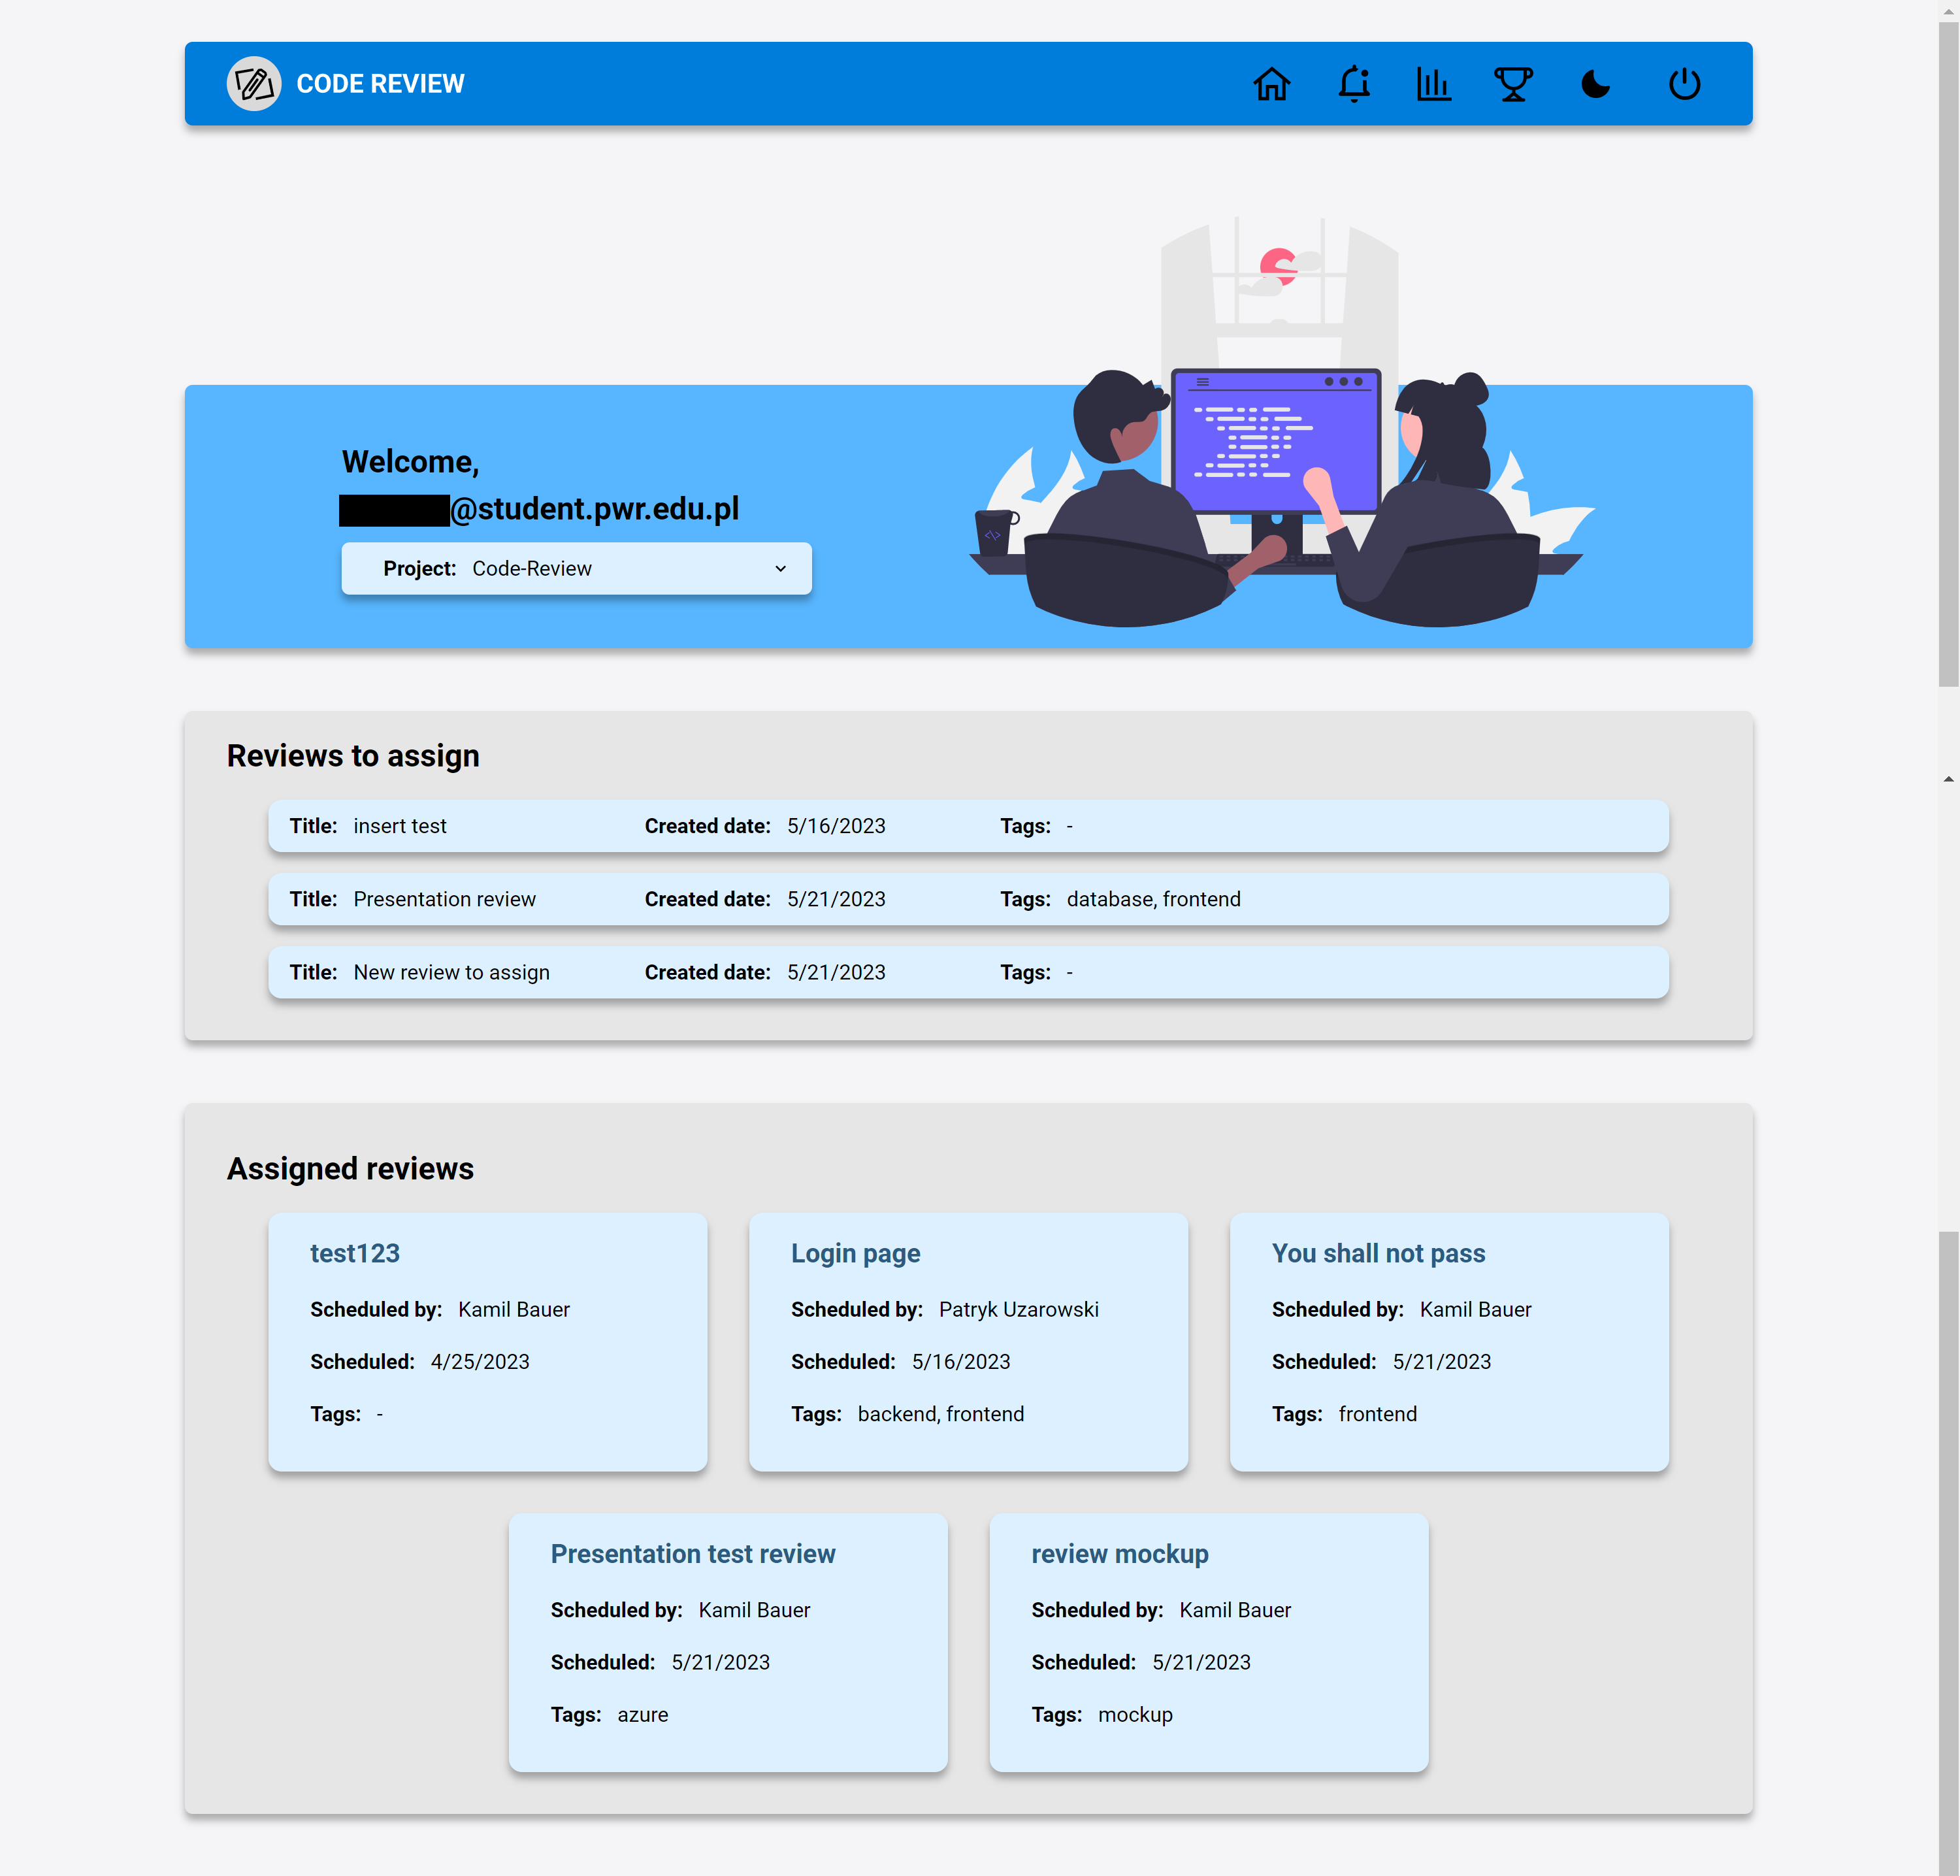 CODE REVIEW
Welcome,
@student.pwr.edu.pl
Project: Code-Review
</>
Reviews to assign
Title: insert test Created date: 5/16/2023 Tags: -
Title: Presentation review Created date: 5/21/2023 Tags: database, frontend
Title: New review to assign Created date: 5/21/2023 Tags: -
Assigned reviews
test123
Scheduled by: Kamil Bauer
Scheduled: 4/25/2023
Tags: -
Login page
Scheduled by: Patryk Uzarowski
Scheduled: 5/16/2023
Tags: backend, frontend
You shall not pass
Scheduled by: Kamil Bauer
Scheduled: 5/21/2023
Tags: frontend
Presentation test review
Scheduled by: Kamil Bauer
Scheduled: 5/21/2023
Tags: azure
review mockup
Scheduled by: Kamil Bauer
Scheduled: 5/21/2023
Tags: mockup